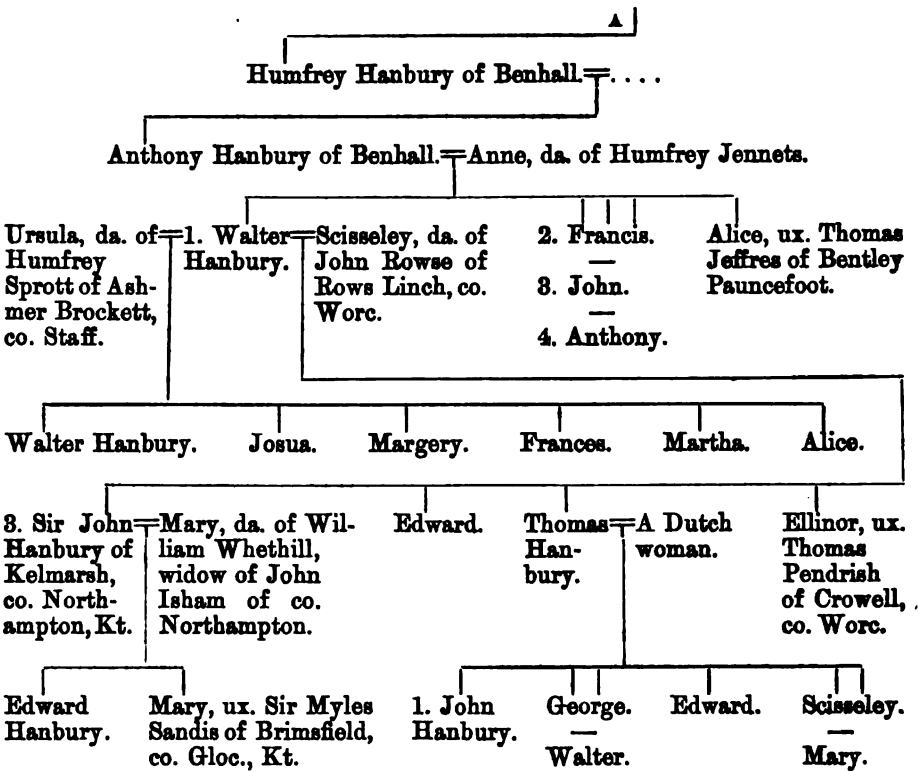 A
Humfrey Hanbury of Benhall.=. . . .
Anthony Hanbury of Benhall.=Anne, da. of Humfrey Jennets.
Ursula, da. of=
Humfrey
Sprott of Ash-
mer Brockett,
co. Staff.
1. Walter=
Hanbury.
Scisseley, da. of
John Rowse of
Rows Linch, co.
Worc.
2. Francis.
—
3. John.
—
4. Anthony.
Alice, ux. Thomas
Jeffres of Bentley
Pauncefoot.
Walter Hanbury.
Josua.
Margery.
Frances.
Martha.
Alice.
3. Sir John=
Hanbury of
Kelmarsh,
co. North-
ampton, Kt.
Mary, da. of Wil-
liam Whethill,
widow of John
Isham of co.
Northampton.
Edward.
Thomas=
Han-
bury.
A Dutch
woman.
Ellinor, ux.
Thomas
Pendrish
of Crowell,
co. Worc.
Edward
Hanbury.
Mary, ux. Sir Myles
Sandis of Brimsfield,
co. Gloc., Kt.
1. John
Hanbury.
George.
—
Walter.
Edward.
Scisseley.
—
Mary.